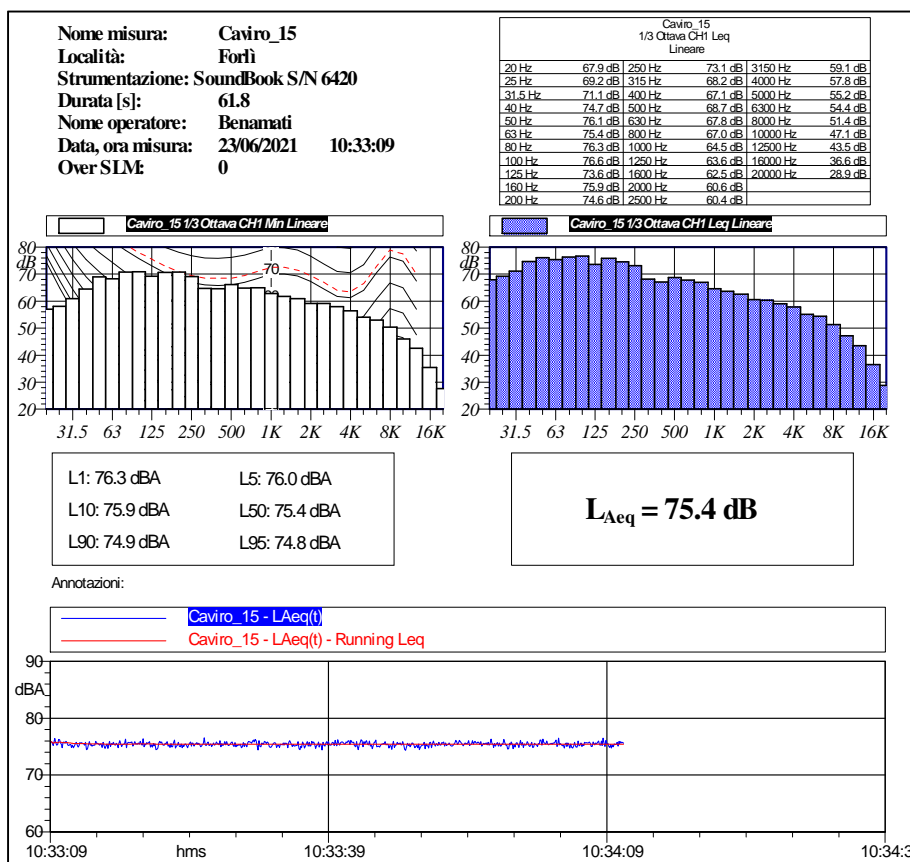 Nome misura: Caviro_15
Località: Forlì
Strumentazione: SoundBook S/N 6420
Durata [s]: 61.8
Nome operatore: Benamati
Data, ora misura: 23/06/2021 10:33:09
Over SLM: 0
Caviro_15
1/3 Ottava CH1 Leq
Lineare
20 Hz 67.9 dB 250 Hz 73.1 dB 3150 Hz 59.1 dB
25 Hz 69.2 dB 315 Hz 68.2 dB 4000 Hz 57.8 dB
31.5 Hz 71.1 dB 400 Hz 67.1 dB 5000 Hz 55.2 dB
40 Hz 74.7 dB 500 Hz 68.7 dB 6300 Hz 54.4 dB
50 Hz 76.1 dB 630 Hz 67.8 dB 8000 Hz 51.4 dB
63 Hz 75.4 dB 800 Hz 67.0 dB 10000 Hz 47.1 dB
80 Hz 76.3 dB 1000 Hz 64.5 dB 12500 Hz 43.5 dB
100 Hz 76.6 dB 1250 Hz 63.6 dB 16000 Hz 36.6 dB
125 Hz 73.6 dB 1600 Hz 62.5 dB 20000 Hz 28.9 dB
160 Hz 75.9 dB 2000 Hz 60.6 dB
200 Hz 74.6 dB 2500 Hz 60.4 dB
Caviro_15 1/3 Ottava CH1 Min Lineare
80
dB
70
60
50
40
30
20
70
31.5 63 125 250 500 1K 2K 4K 8K 16K
Caviro_15 1/3 Ottava CH1 Leq Lineare
80
dB
70
60
50
40
30
20
31.5 63 125 250 500 1K 2K 4K 8K 16K
L1: 76.3 dBA L5: 76.0 dBA
L10: 75.9 dBA L50: 75.4 dBA
L90: 74.9 dBA L95: 74.8 dBA
LAeq = 75.4 dB
Annotazioni:
Caviro_15 - LAeq(t)
Caviro_15 - LAeq(t) - Running Leq
90
dBA
80
70
60
10:33:09 hms 10:33:39 10:34:09 10:34:3